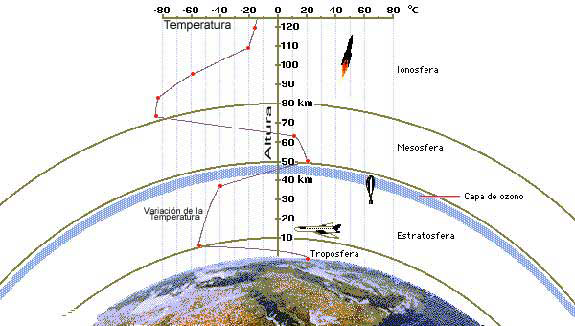 -80 -60 -40 -20 0 20 40 60 80 °C
Temperatura
120
110
100
90
Ionosfera
80 km
70
Altura
60
Mesosfera
50
40 km
Capa de ozono
30
Variación de la
Temperatura
20
10
Estratosfera
Troposfera